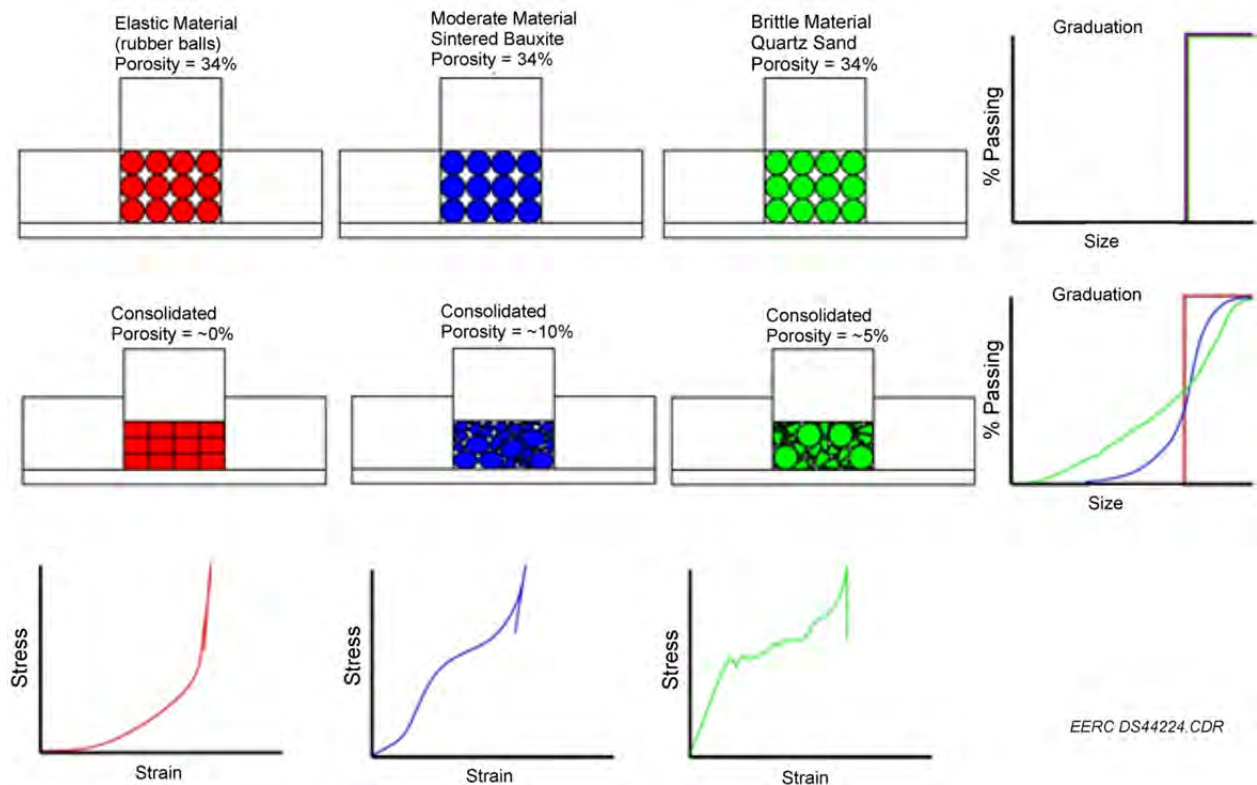 Elastic Material
(rubber balls)
Porosity = 34%
Moderate Material
Sintered Bauxite
Porosity = 34%
Brittle Material
Quartz Sand
Porosity = 34%
Graduation
% Passing
Size
Consolidated
Porosity = ~0%
Consolidated
Porosity = ~10%
Consolidated
Porosity = ~5%
Graduation
% Passing
Size
Stress
Strain
Stress
Strain
Stress
Strain
EERC DS44224.CDR